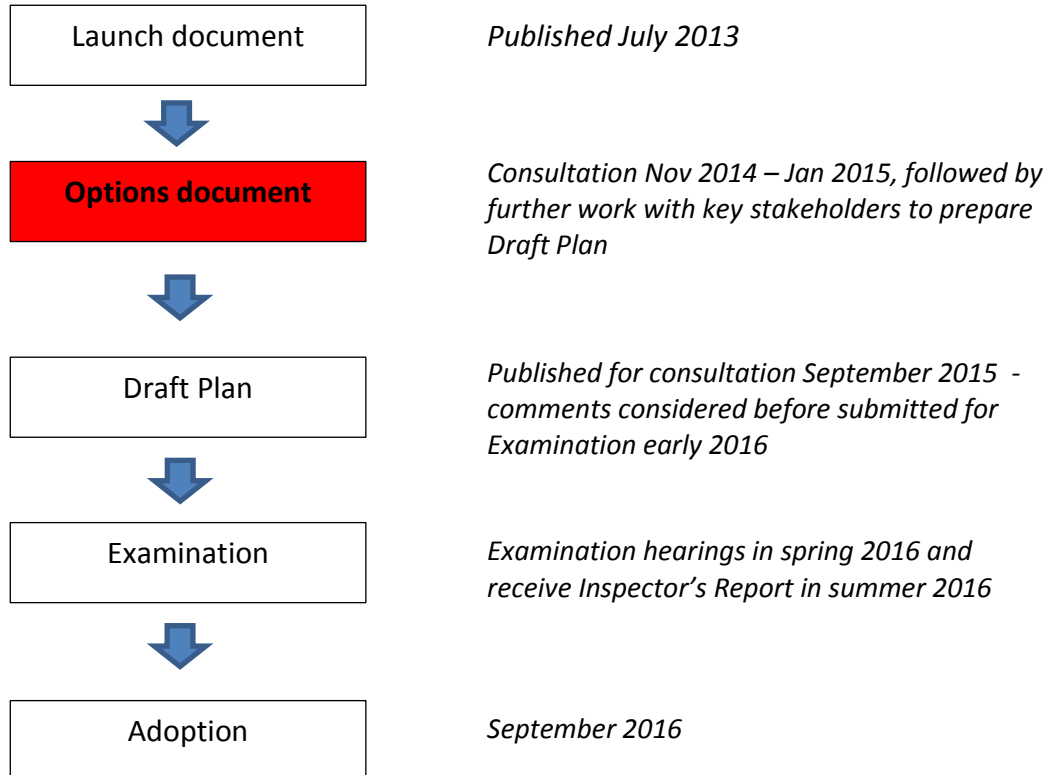 Launch document
Published July 2013
Options document
Consultation Nov 2014 – Jan 2015, followed by
further work with key stakeholders to prepare
Draft Plan
Draft Plan
Published for consultation September 2015  -
comments considered before submitted for
Examination early 2016
Examination
Examination hearings in spring 2016 and
receive Inspector’s Report in summer 2016
Adoption
September 2016